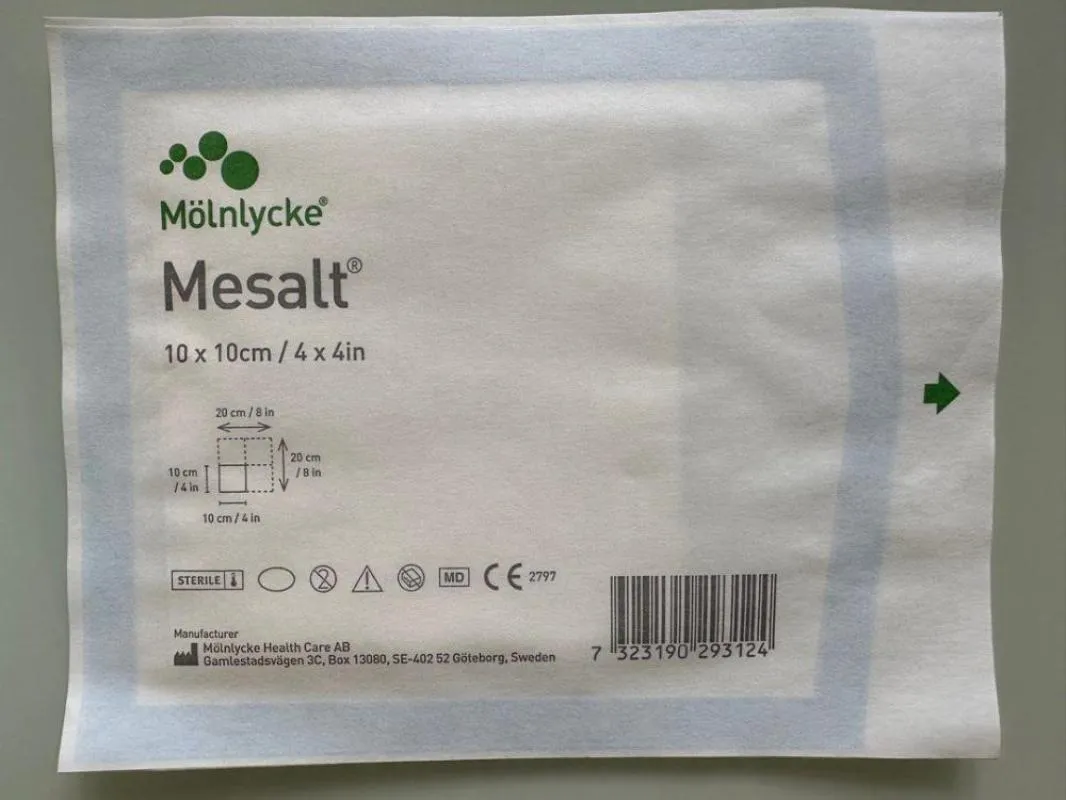 Mölnlycke®
Mesalt®
10 x 10cm / 4 x 4in
20 cm / 8 in
20 cm
/ 8 in
10 cm
/ 4 in
10 cm / 4 in
STERILE
2
MD
CE 2797
Manufacturer
Mölnlycke Health Care AB
Gamlestadsvägen 3C, Box 13080, SE-402 52 Göteborg, Sweden
7 323190 293124